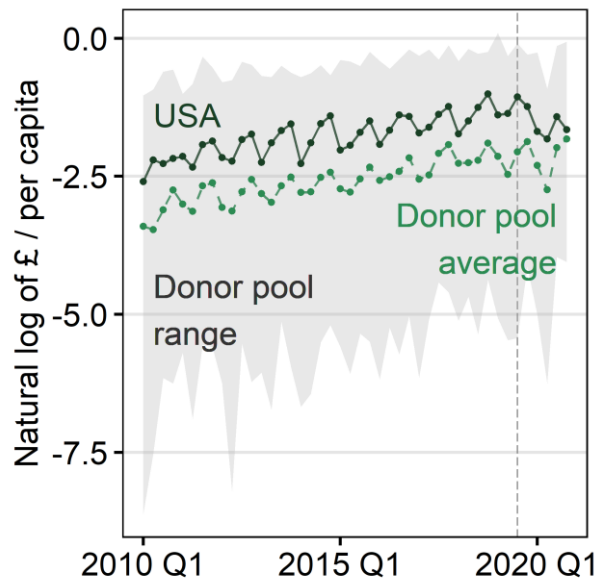 Natural log of £ / per capita
0.0
-2.5
-5.0
-7.5
USA
Donor pool
average
Donor pool
range
2010 Q1
2015 Q1
2020 Q1